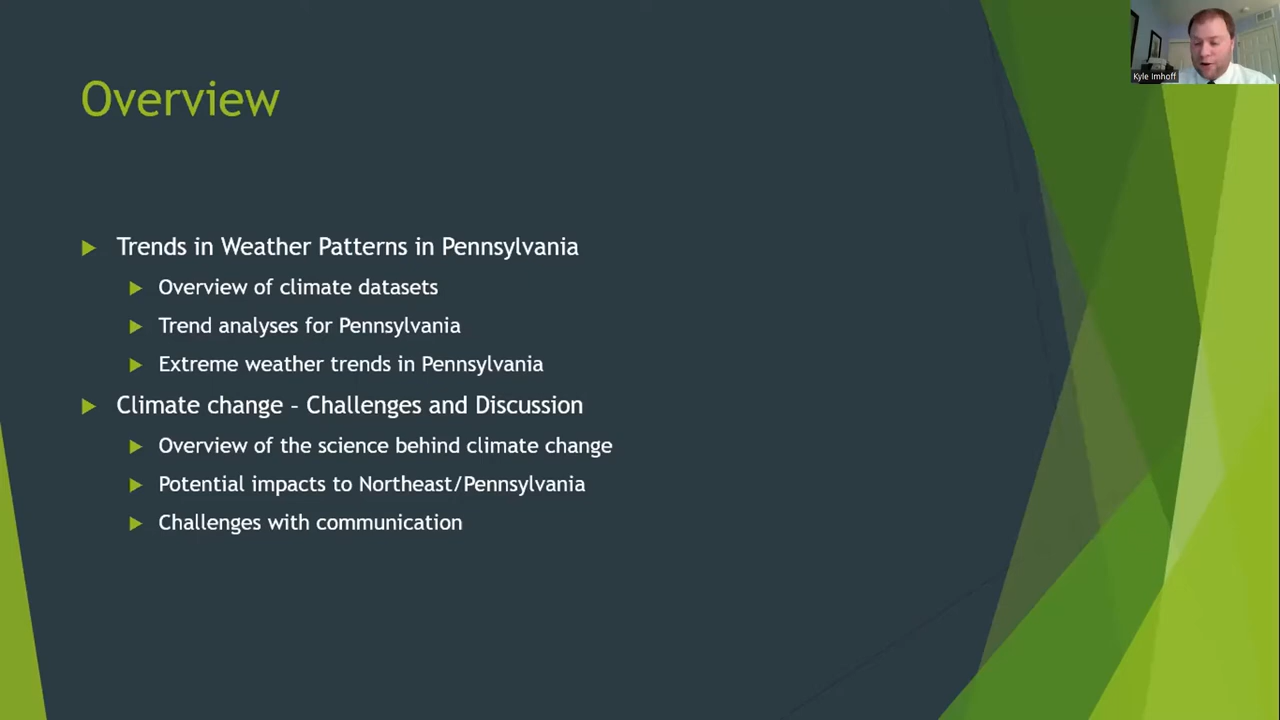 Kyle Imhoff
Overview
Trends in Weather Patterns in Pennsylvania
Overview of climate datasets
Trend analyses for Pennsylvania
Extreme weather trends in Pennsylvania
Climate change – Challenges and Discussion
Overview of the science behind climate change
Potential impacts to Northeast/Pennsylvania
Challenges with communication